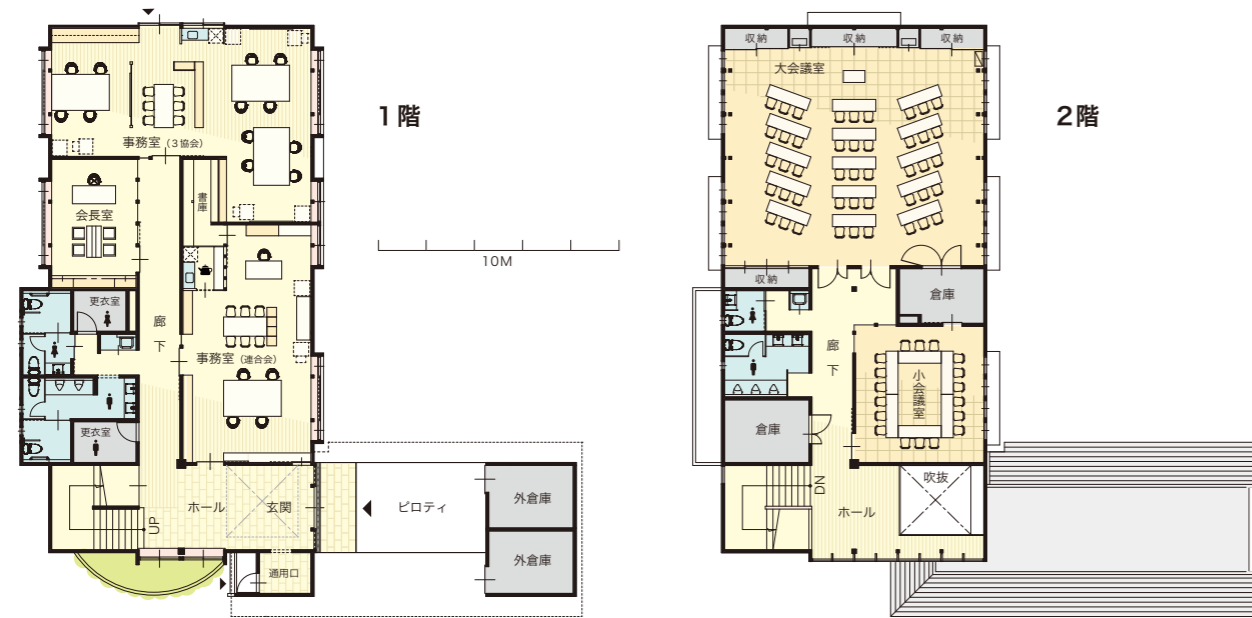 1階
事務室（3協会）
会長室
書庫
更衣室
廊下
事務室（連合会）
更衣室
UP
ホール
玄関
ピロティ
外倉庫
外倉庫
通用口
10M
2階
収納
収納
収納
大会議室
収納
倉庫
廊下
小会議室
倉庫
DN
ホール
吹抜